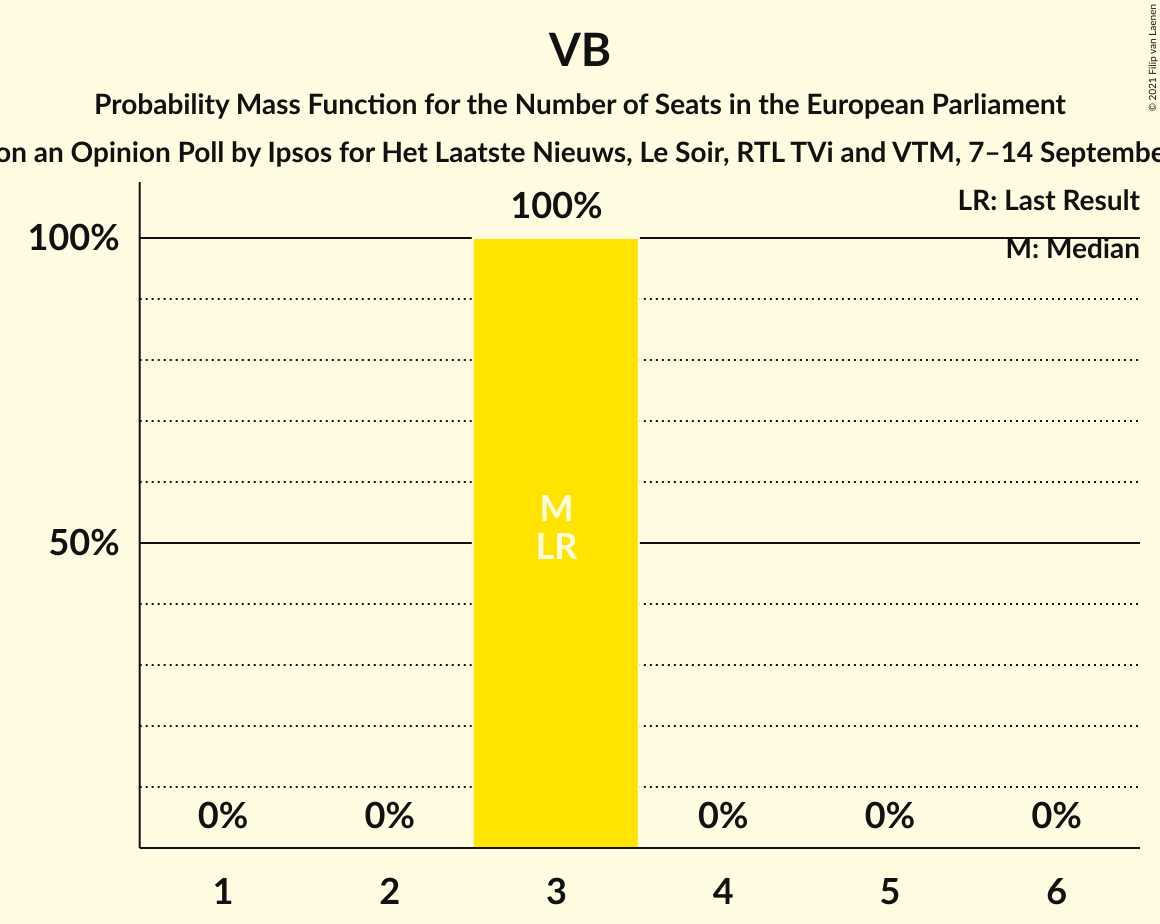 VB
Probability Mass Function for the Number of Seats in the European Parliament
on an Opinion Poll by Ipsos for Het Laatste Nieuws, Le Soir, RTL TVi and VTM, 7–14 Septembe
© 2021 Filip van Laenen
LR: Last Result
M: Median
100%
100%
50%
M
LR
0%
0%
0%
0%
0%
1
2
3
4
5
6